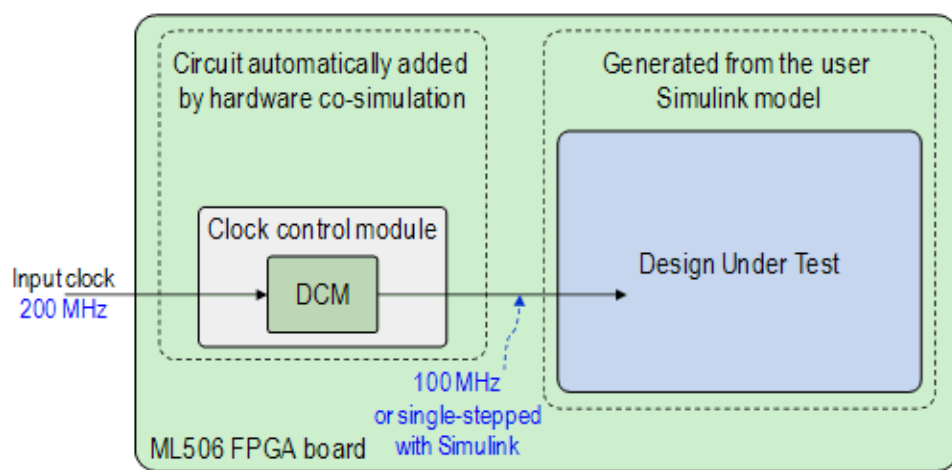 Circuit automatically added
by hardware co-simulation
Generated from the user
Simulink model
Clock control module
DCM
Design Under Test
Input clock
200 MHz
100 MHz
or single-stepped
with Simulink
ML506 FPGA board